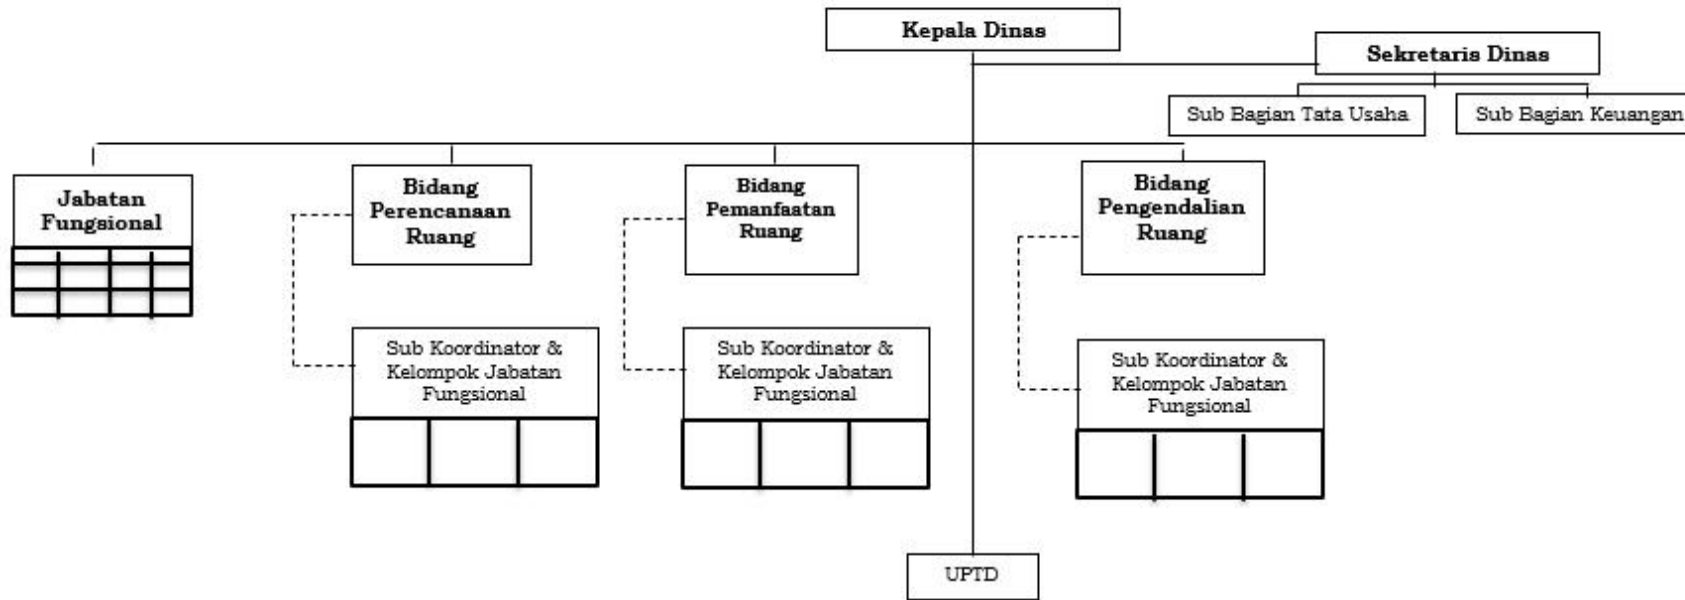 Kepala Dinas
Sekretaris Dinas
Sub Bagian Tata Usaha
Sub Bagian Keuangan
Jabatan
Fungsional
Bidang
Perencanaan
Ruang
Bidang
Pemanfaatan
Ruang
Bidang
Pengendalian
Ruang
Sub Koordinator &
Kelompok Jabatan
Fungsional
Sub Koordinator &
Kelompok Jabatan
Fungsional
Sub Koordinator &
Kelompok Jabatan
Fungsional
UPTD